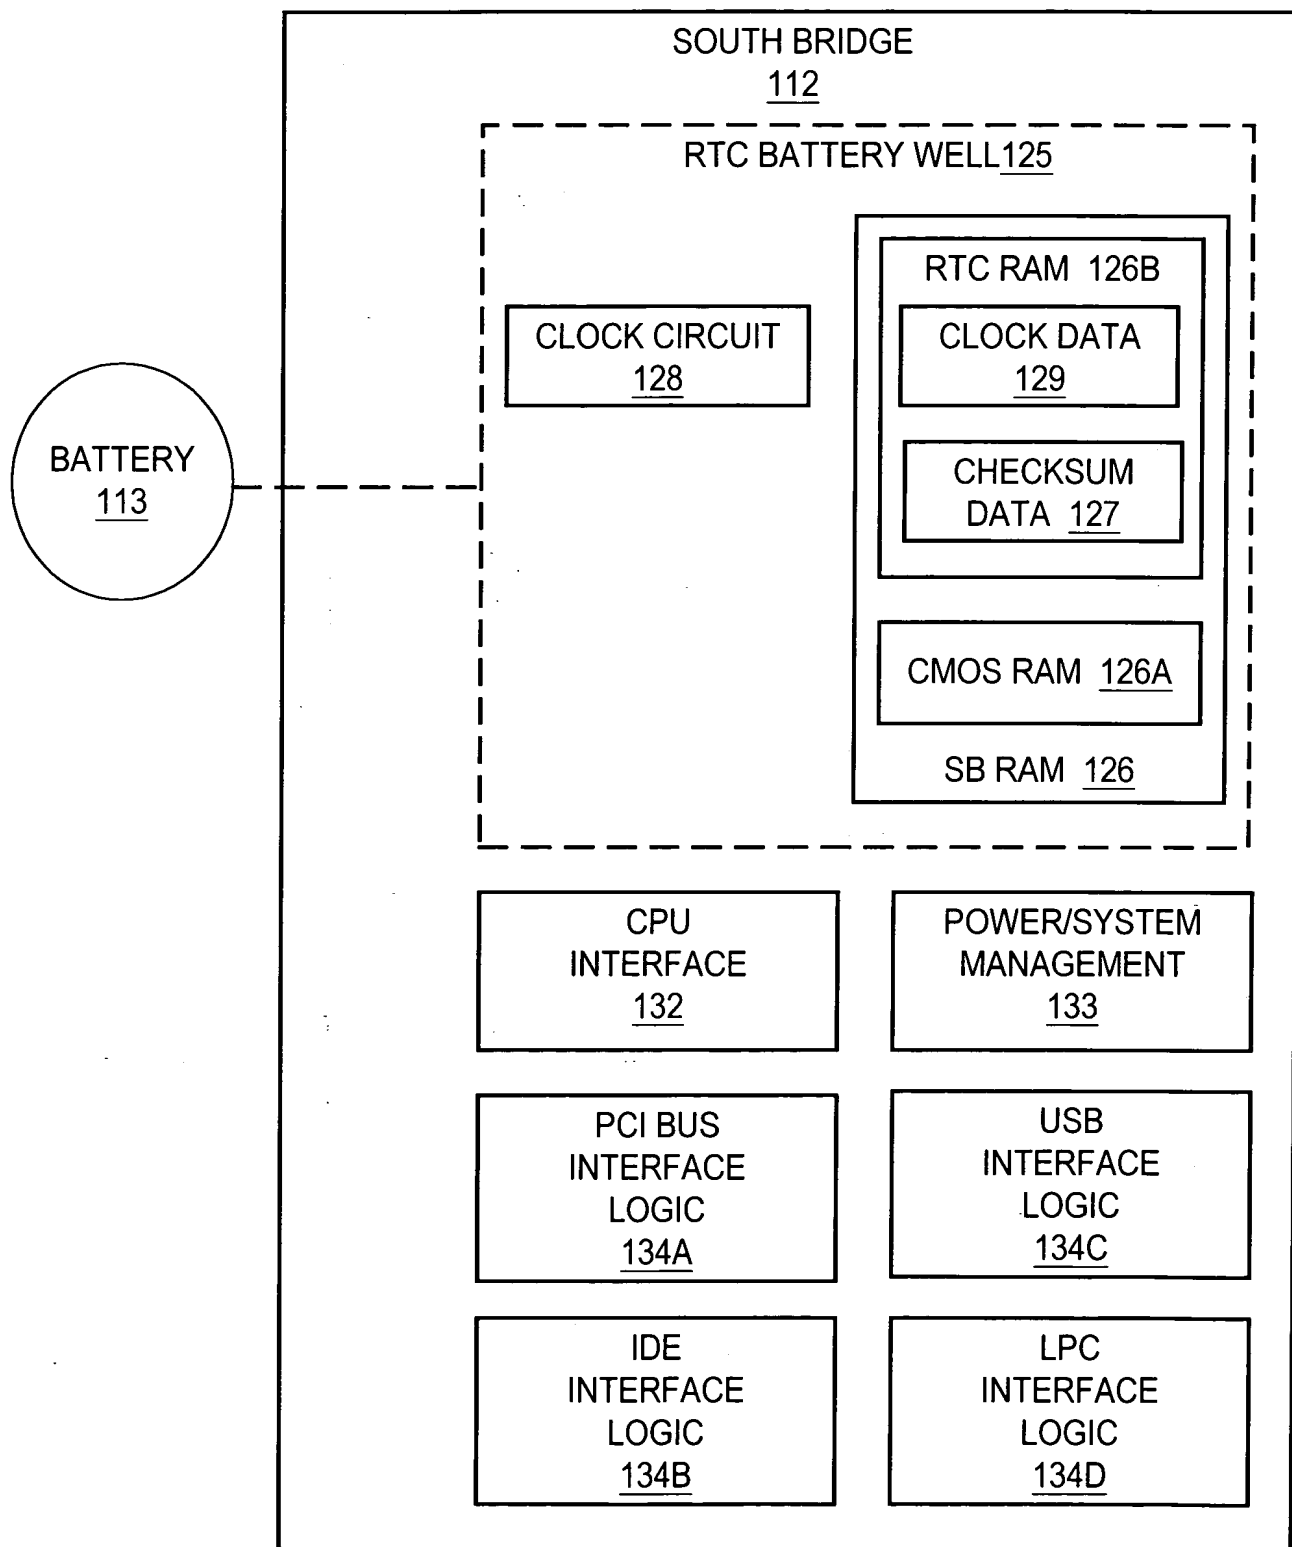 SOUTH BRIDGE
112
RTC BATTERY WELL125
RTC RAM 126B
CLOCK CIRCUIT
128
CLOCK DATA
129
BATTERY
113
CHECKSUM
DATA 127
CMOS RAM 126A
SB RAM 126
CPU
INTERFACE
132
POWER/SYSTEM
MANAGEMENT
133
PCI BUS
INTERFACE
LOGIC
134A
USB
INTERFACE
LOGIC
134C
IDE
INTERFACE
LOGIC
134B
LPC
INTERFACE
LOGIC
134D